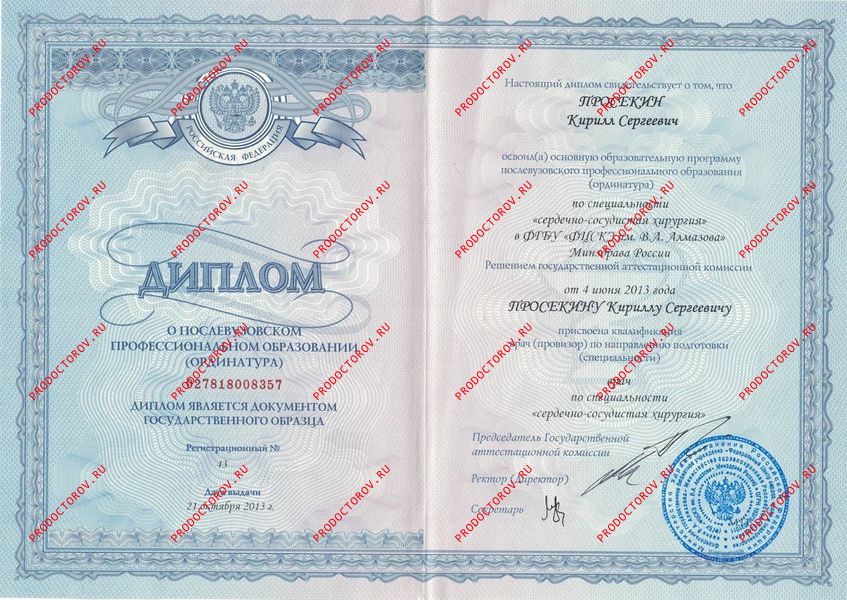 РОССИЙСКАЯ ФЕДЕРАЦИЯ
ДИПЛОМ
О ПОСЛЕВУЗОВСКОМ
ПРОФЕССИОНАЛЬНОМ ОБРАЗОВАНИИ
(ОРДИНАТУРА)
027818008357
ДИПЛОМ ЯВЛЯЕТСЯ ДОКУМЕНТОМ
ГОСУДАРСТВЕННОГО ОБРАЗЦА
Регистрационный №
43
Дата выдачи
21 октября 2013 г.
Настоящий диплом свидетельствует о том, что
ПРОСЕКИН
Кирилл Сергеевич
освоил(а) основную образовательную программу
послевузовского профессионального образования
(ординатура)
по специальности
«сердечно-сосудистая хирургия»
в ФГБУ «ФЦСКЭ им. В.А. Алмазова»
Минздрава России
Решением государственной аттестационной комиссии
от 4 июня 2013 года
ПРОСЕКИНУ Кириллу Сергеевичу
присвоена квалификация
врач (провизор) по направлению подготовки
(специальности)
врач
по специальности
«сердечно-сосудистая хирургия»
Председатель Государственной
аттестационной комиссии
Ректор (Директор)
Секретарь
PRODOCTOROV.RU